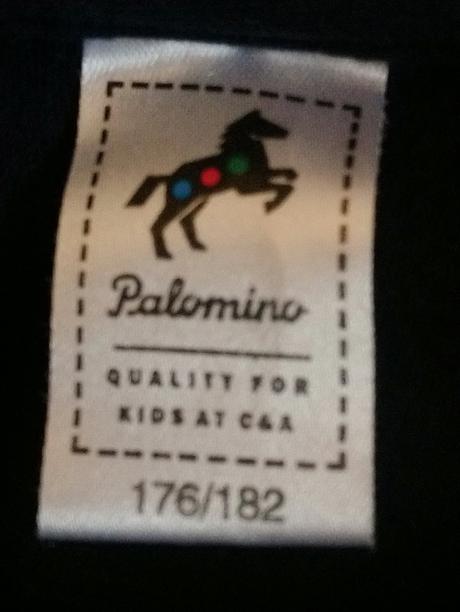 Palomino
QUALITY FOR
KIDS AT C&A
176/182